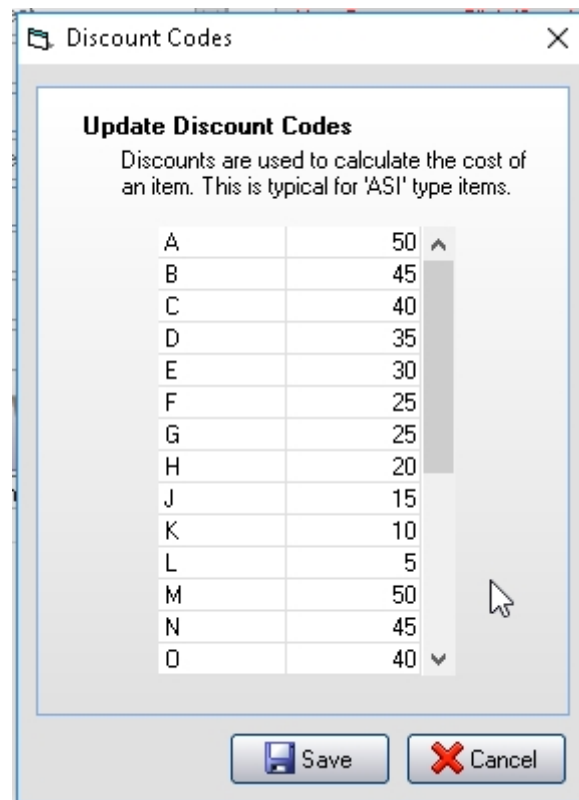 Discount Codes
Update Discount Codes
Discounts are used to calculate the cost of
an item. This is typical for 'ASI' type items.
A 50
B 45
C 40
D 35
E 30
F 25
G 25
H 20
J 15
K 10
L 5
M 50
N 45
O 40
Save Cancel